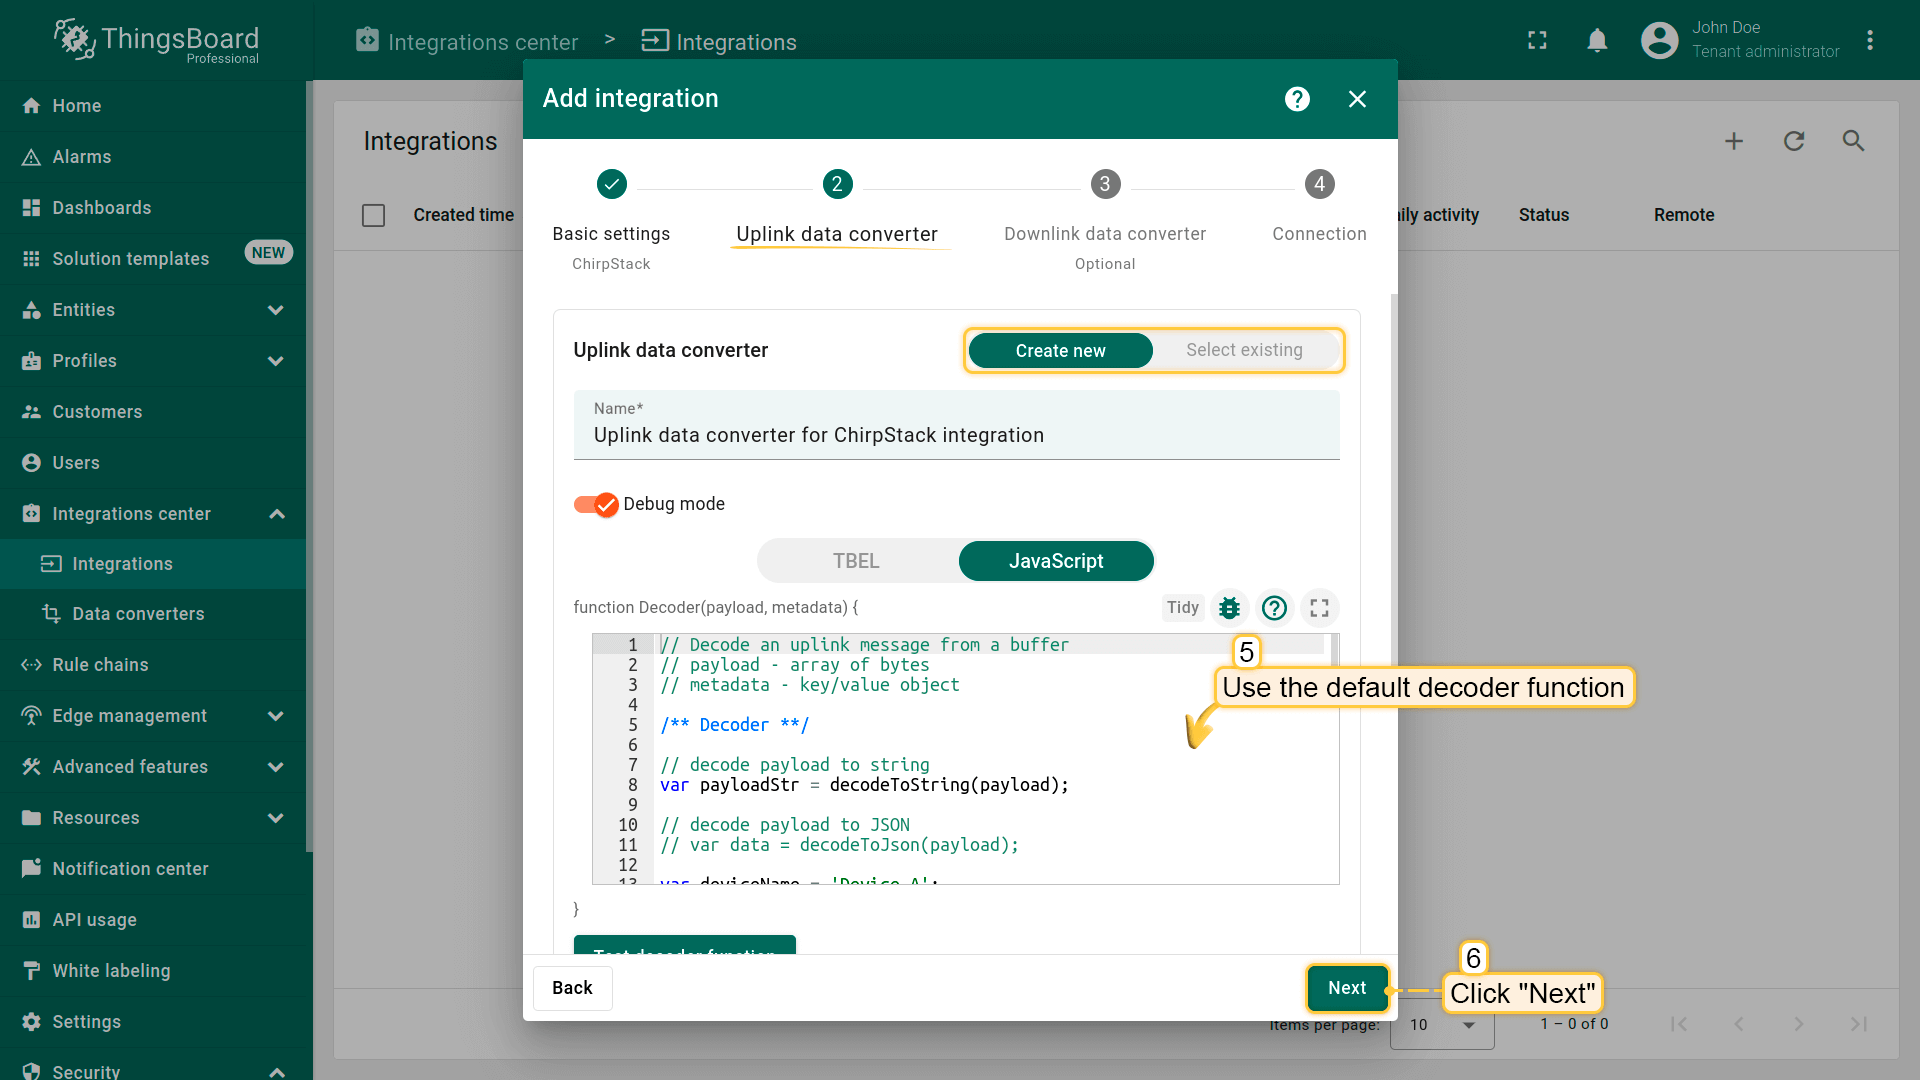 ThingsBoard
Professional
Integrations center > Integrations
John Doe
Tenant administrator
Home
Alarms
Dashboards
Solution templates NEW
Entities
Profiles
Customers
Users
Integrations center
Integrations
Data converters
Rule chains
Edge management
Advanced features
Resources
Notification center
API usage
White labeling
Settings
Security
Integrations
Created time
ily activity Status Remote
Add integration
2 3 4
Basic settings Uplink data converter Downlink data converter Connection
ChirpStack Optional
Uplink data converter Create new Select existing
Name*
Uplink data converter for ChirpStack integration
Debug mode
TBEL JavaScript
function Decoder(payload, metadata) { Tidy
1 // Decode an uplink message from a buffer
2 // payload - array of bytes
3 // metadata - key/value object
4
5 /** Decoder **/
6
7 // decode payload to string
8 var payloadStr = decodeToString(payload);
9
10 // decode payload to JSON
11 // var data = decodeToJson(payload);
12
13 var deviceName = 'Device A';
}
Test decoder function
5
Use the default decoder function
Back Next
6
Click "Next"
Items per page: 10 1 – 0 of 0